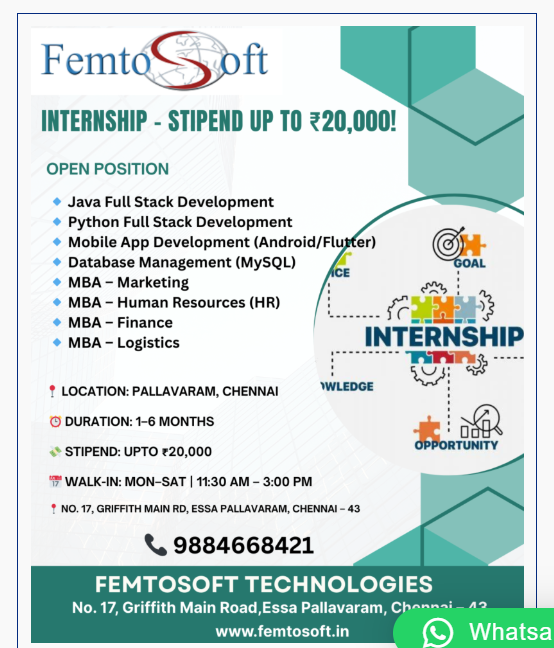 FemtoSoft
INTERNSHIP - STIPEND UP TO ₹20,000!
OPEN POSITION
Java Full Stack Development
Python Full Stack Development
Mobile App Development (Android/Flutter)
Database Management (MySQL)
MBA – Marketing
MBA – Human Resources (HR)
MBA – Finance
MBA – Logistics
GOAL
ICE
INTERNSHIP
OWLEDGE
OPPORTUNITY
LOCATION: PALLAVARAM, CHENNAI
DURATION: 1–6 MONTHS
STIPEND: UPTO ₹20,000
WALK-IN: MON–SAT | 11:30 AM – 3:00 PM
NO. 17, GRIFFITH MAIN RD, ESSA PALLAVARAM, CHENNAI – 43
9884668421
FEMTOSOFT TECHNOLOGIES
No. 17, Griffith Main Road,Essa Pallavaram, Chennai – 43
www.femtosoft.in
Whatsa